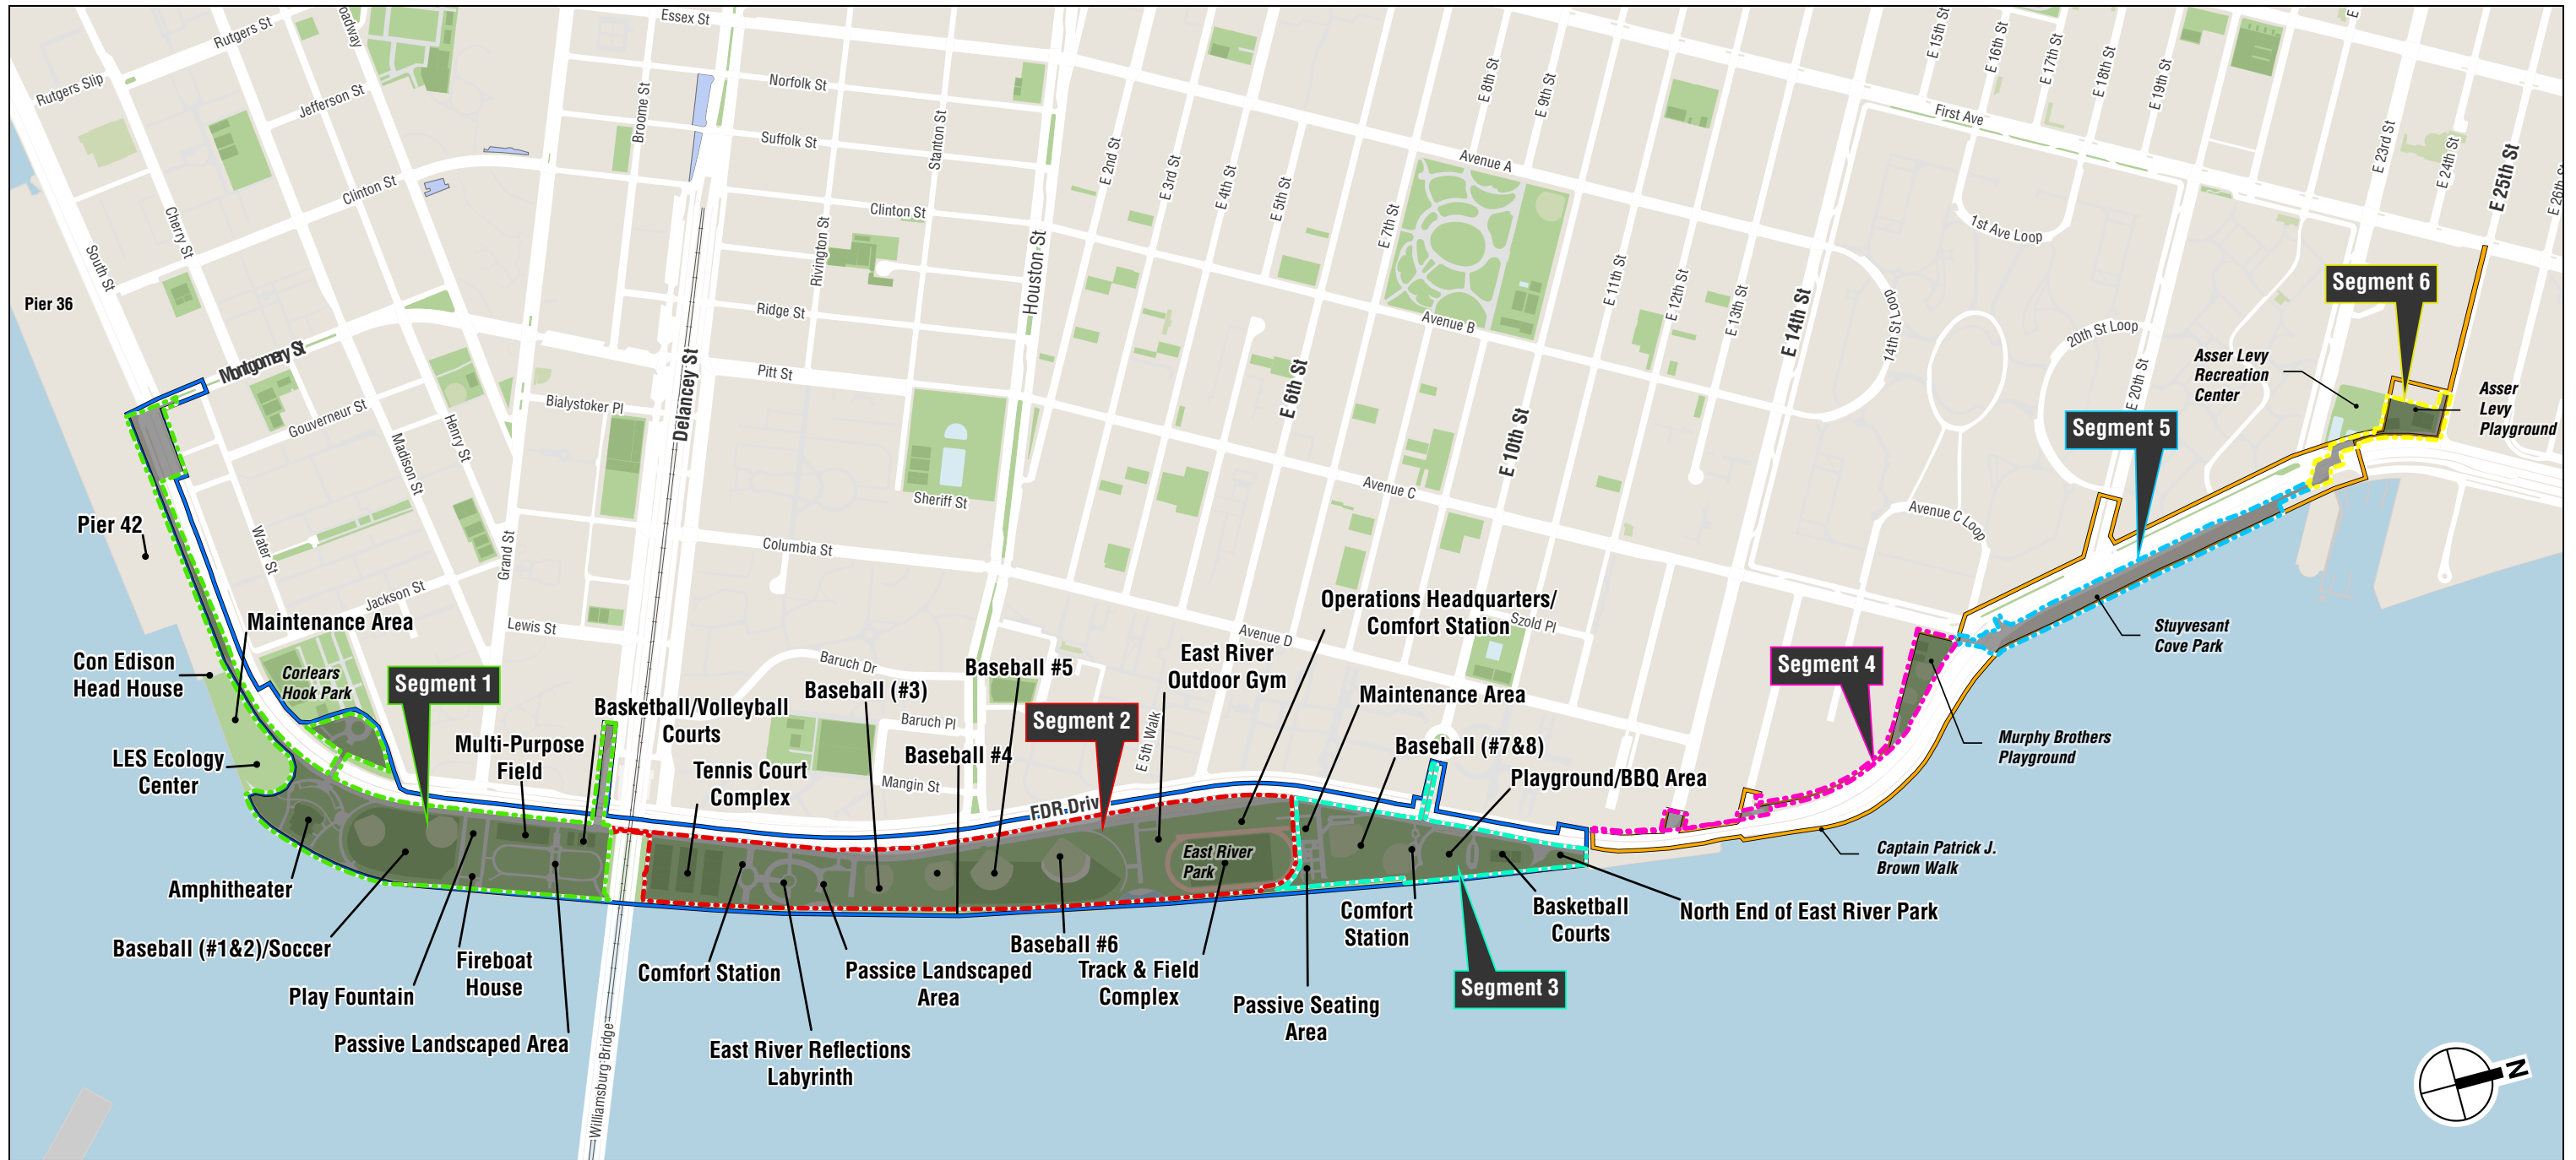 Essex St
Rutgers St
Rutgers Slip
Jefferson St
Norfolk St
Broome St
Suffolk St
Stanton St
Clinton St
Clinton St
Cherry St
South St
Rivington St
Houston St
E 2nd St
E 3rd St
E 4th St
E 5th St
E 7th St
E 8th St
E 9th St
Avenue A
E 15th St
E 16th St
E 17th St
E 18th St
E 19th St
First Ave
E 23rd St
E 24th St
E 25th St
1st Ave Loop
Pier 36
Ridge St
Avenue B
E 11th St
E 12th St
E 13th St
E 14th St
14th St Loop
20th St Loop
E 20th St
Segment 6
Asser Levy
Recreation
Center
Asser
Levy
Playground
Montgomery St
Gouverneur St
Madison St
Henry St
Bialystoker Pl
Delancey St
Pitt St
E 6th St
E 10th St
Segment 5
Sheriff St
Avenue C
Avenue C Loop
Pier 42
Water St
Grand St
Columbia St
Jackson St
Lewis St
Maintenance Area
Con Edison
Head House
Corlears
Hook Park
Segment 1
Baruch Dr
Baruch Pl
Mangin St
Avenue D
Szold Pl
Operations Headquarters/
Comfort Station
East River
Outdoor Gym
Baseball #5
Baseball (#3)
Basketball/Volleyball
Courts
Segment 2
E 5th Walk
Maintenance Area
Baseball (#7&8)
Playground/BBQ Area
Segment 4
Stuyvesant
Cove Park
Murphy Brothers
Playground
Captain Patrick J.
Brown Walk
LES Ecology
Center
Multi-Purpose
Field
Tennis Court
Complex
Baseball #4
FDR Driv
East River
Park
Amphitheater
Baseball (#1&2)/Soccer
Play Fountain
Fireboat
House
Passive Landscaped Area
Comfort Station
East River Reflections
Labyrinth
Passice Landscaped
Area
Baseball #6
Track & Field
Complex
Passive Seating
Area
Comfort
Station
Segment 3
Basketball
Courts
North End of East River Park
Williamsburg Bridge
N